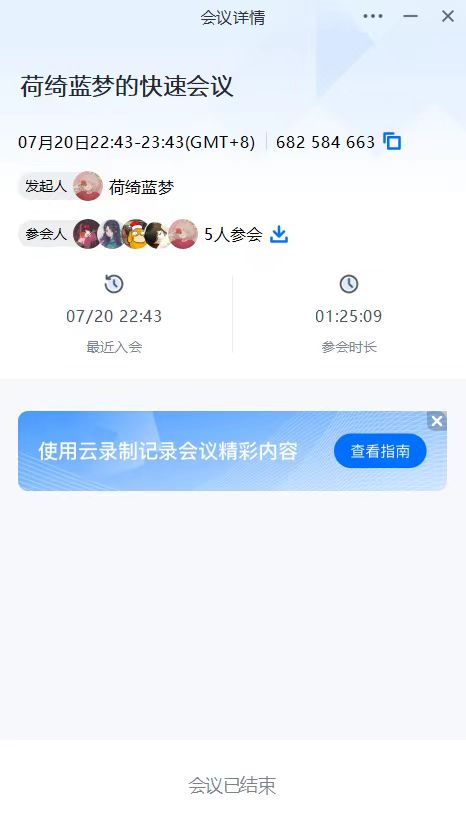 会议详情
荷绮蓝梦的快速会议
07月20日22:43-23:43(GMT+8) 682 584 663
发起人 荷绮蓝梦
参会人 5人参会
07/20 22:43 01:25:09
最近入会 参会时长
使用云录制记录会议精彩内容 查看指南
会议已结束